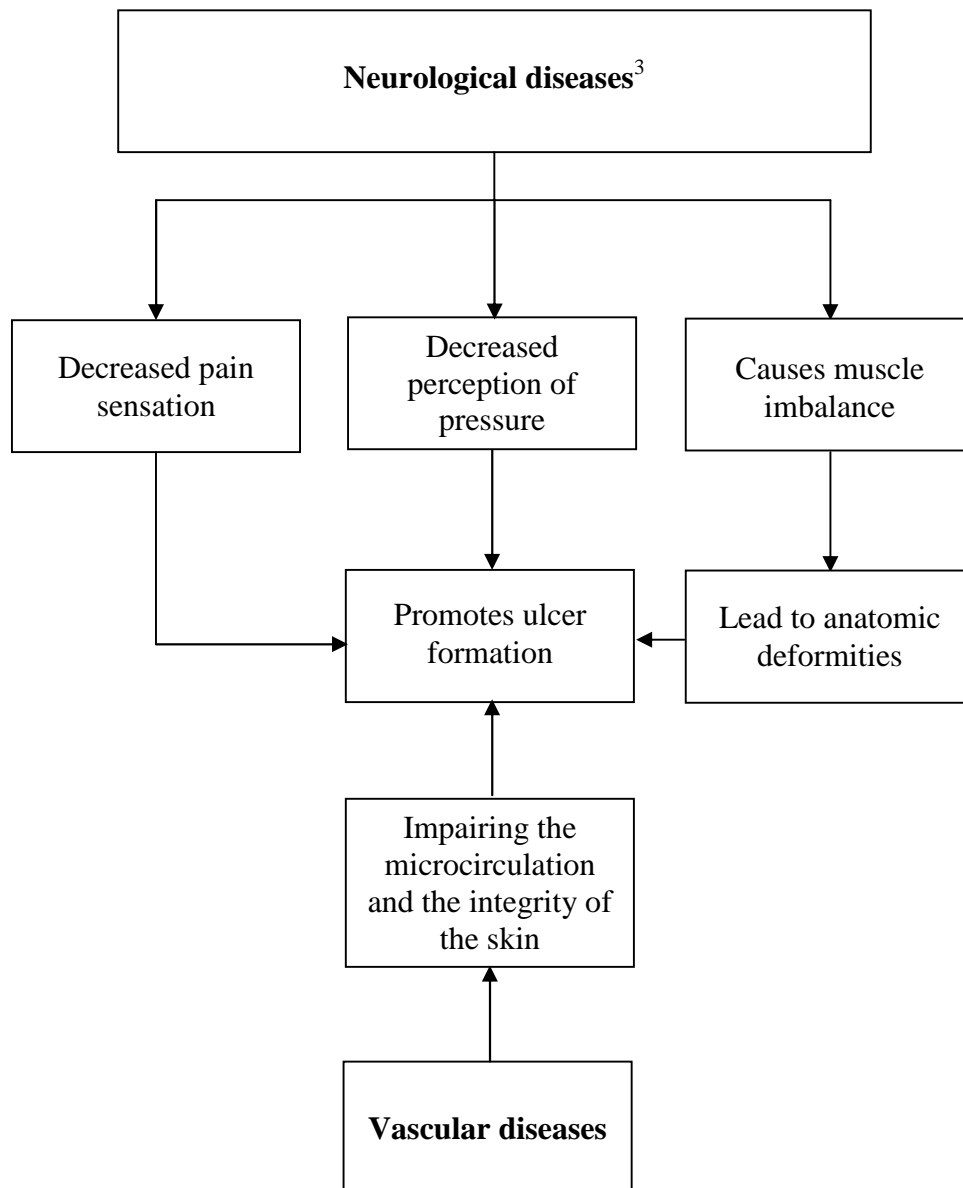 Neurological diseases³
Decreased pain
sensation
Decreased
perception of
pressure
Causes muscle
imbalance
Promotes ulcer
formation
Lead to anatomic
deformities
Impairing the
microcirculation
and the integrity of
the skin
Vascular diseases